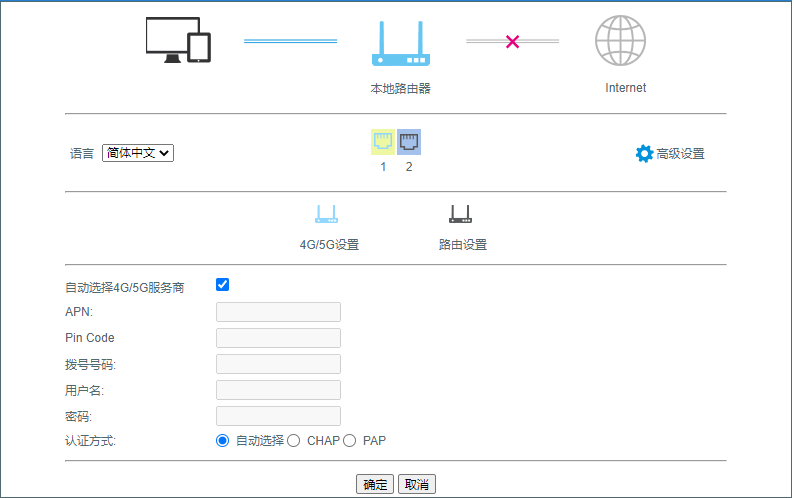 本地路由器
Internet
语言 简体中文
1 2
高级设置
4G/5G设置 路由设置
自动选择4G/5G服务商
APN:
Pin Code
拨号号码:
用户名:
密码:
认证方式: 自动选择 CHAP PAP
确定 取消